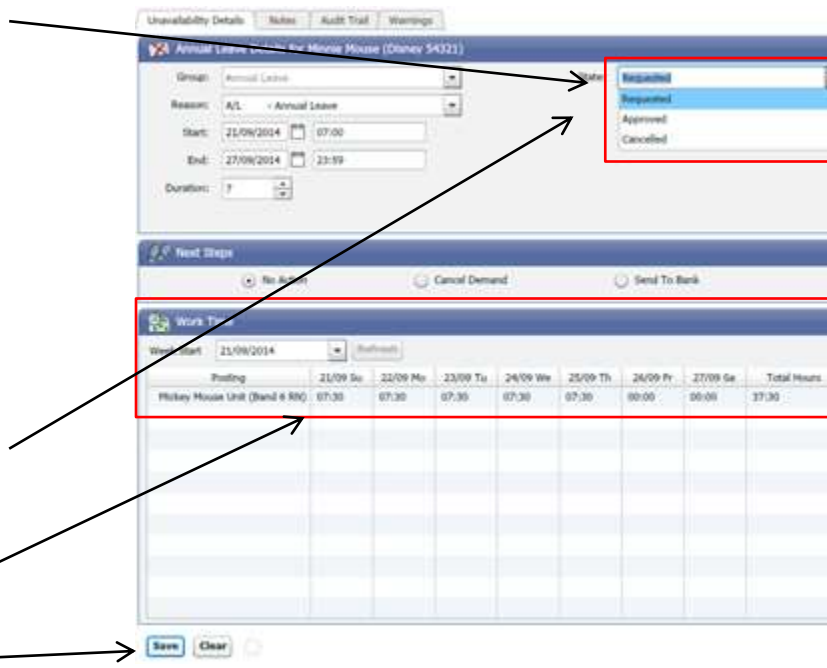 Unavailability Details Notes Audit Trail Warnings
Annual Leave Details for Minnie Mouse (Disney 54321)
Group: Annual Leave State: Requested
Requested
Reason: A/L - Annual Leave
Approved
Start: 21/09/2014 07:00
Cancelled
End: 27/09/2014 23:59
Duration: 7
Next Steps
No Action Cancel Demand Send To Bank
Work Time
Week Start 21/09/2014 Refresh
Posting 21/09 Su 22/09 Mo 23/09 Tu 24/09 We 25/09 Th 26/09 Fr 27/09 Sa Total Hours
Mickey Mouse Unit (Band 6 RN) 07:30 07:30 07:30 07:30 07:30 00:00 00:00 37:30
Save Clear